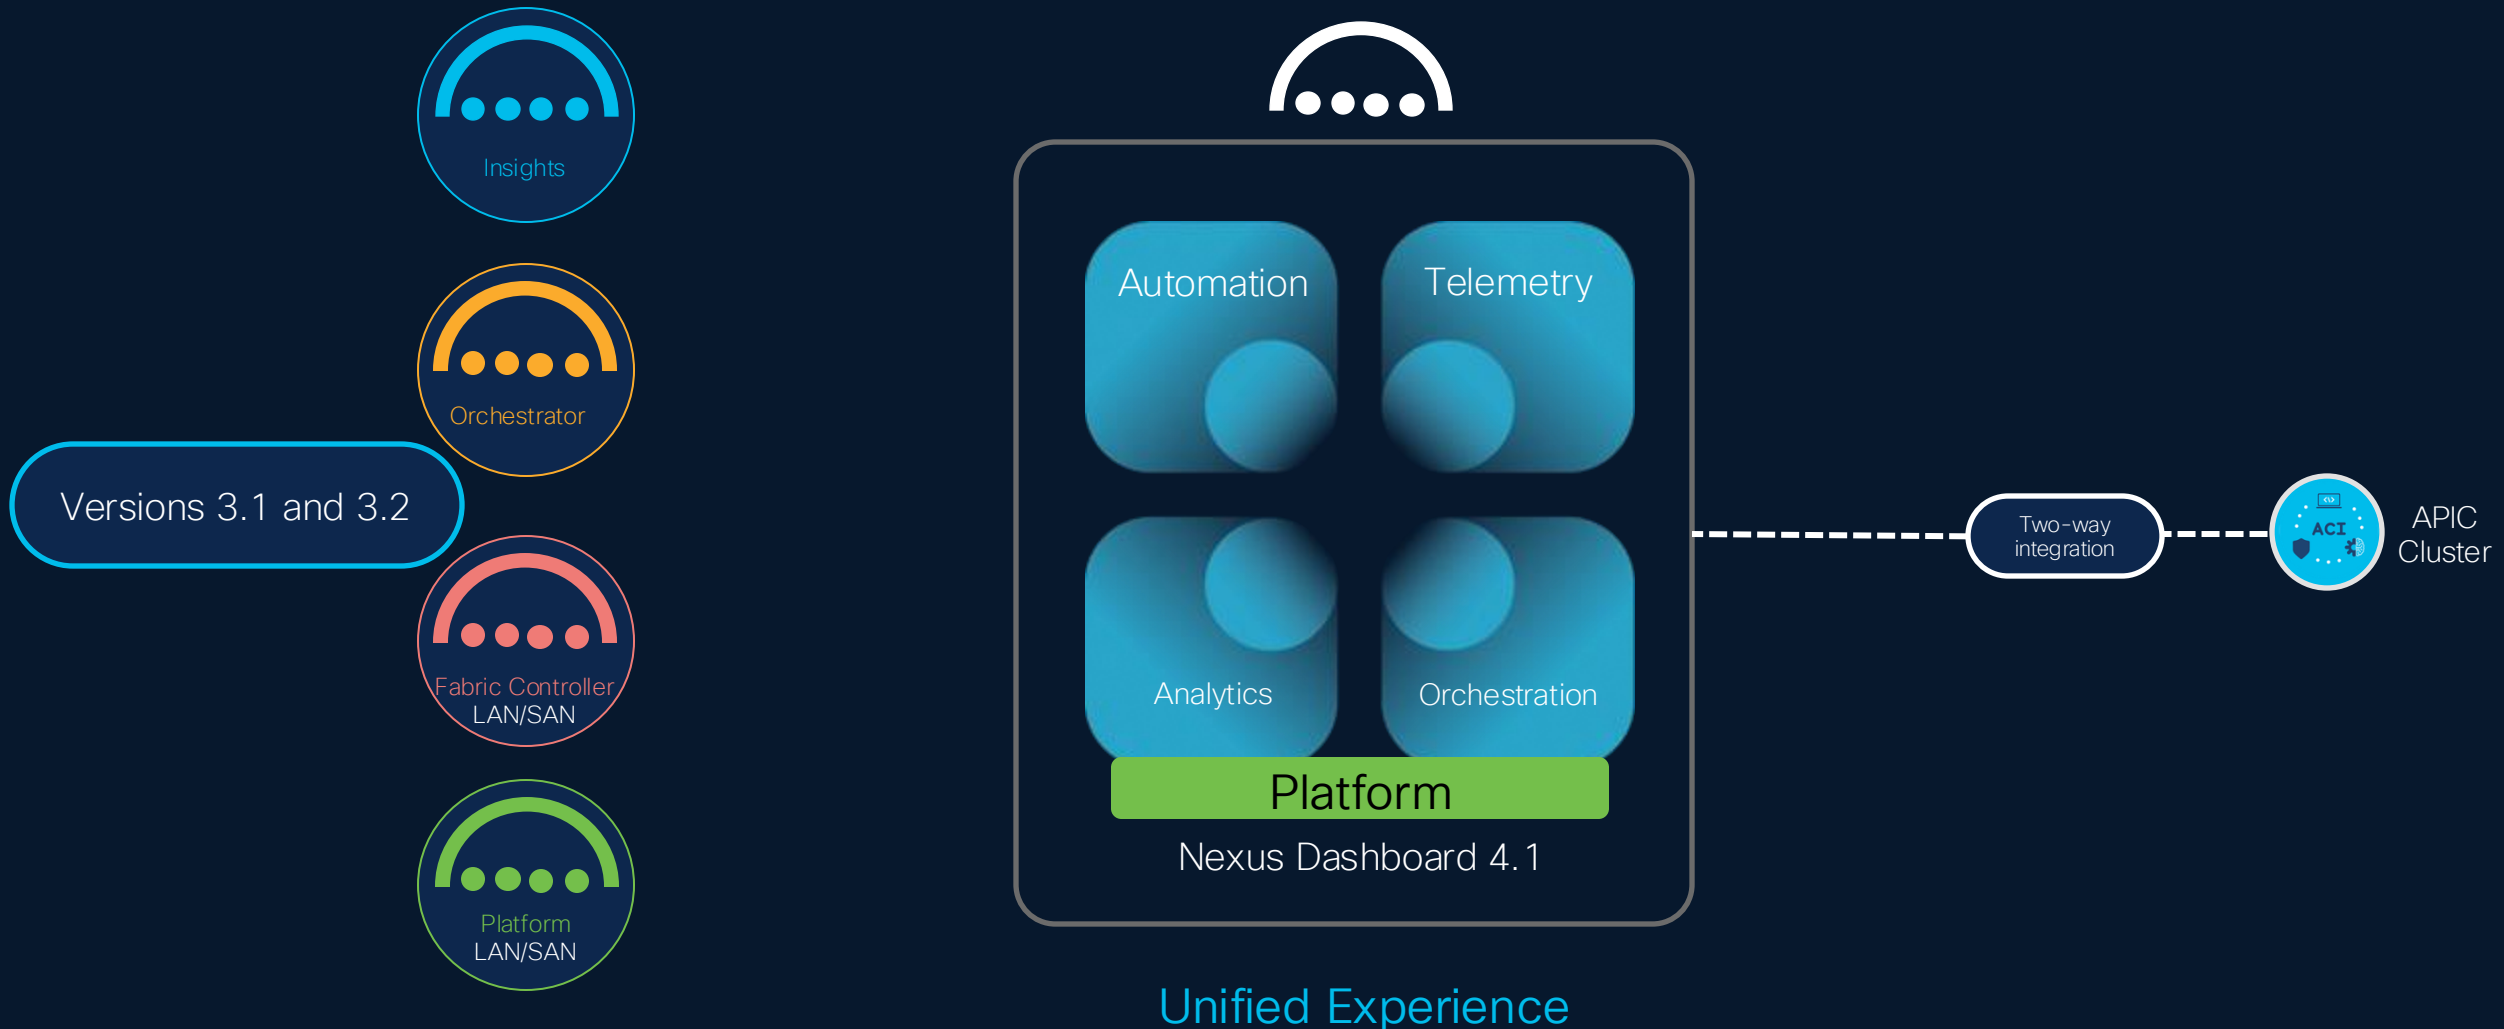 Insights
Orchestrator
Versions 3.1 and 3.2
Fabric Controller
LAN/SAN
Platform
LAN/SAN
Automation
Telemetry
Analytics
Orchestration
Platform
Nexus Dashboard 4.1
Unified Experience
Two-way
integration
ACI
APIC
Cluster